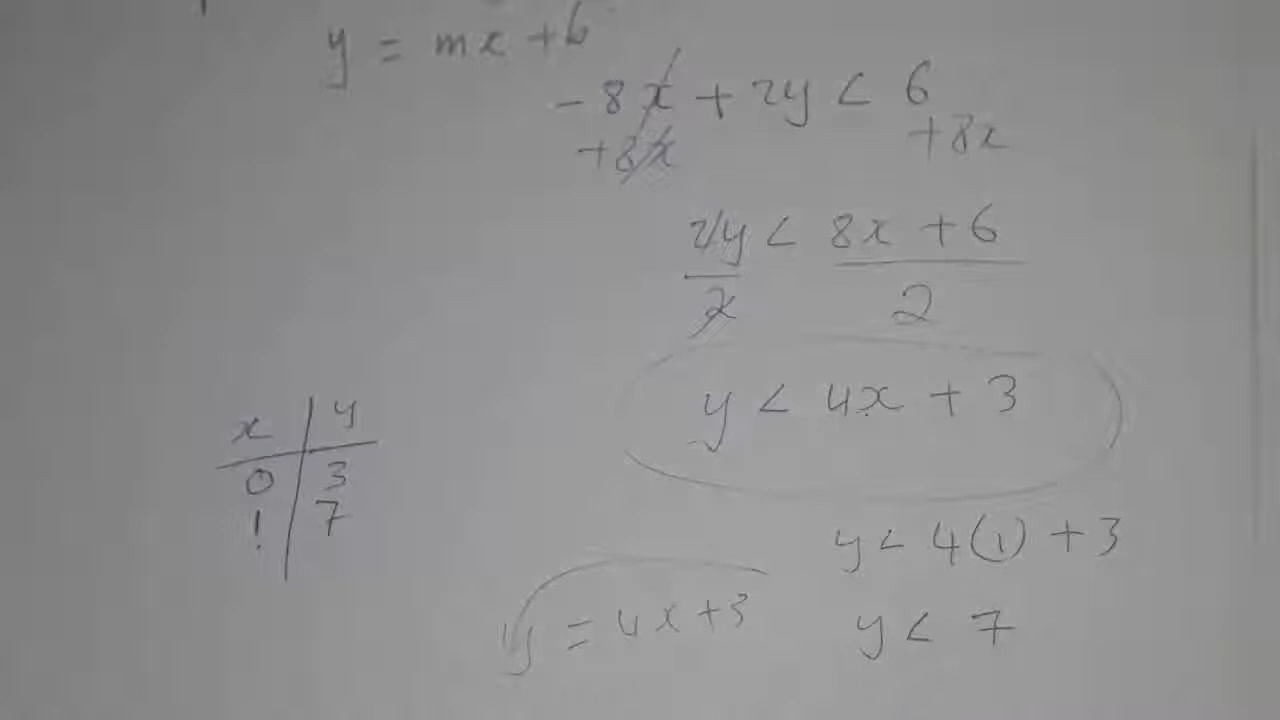 y = mx + b
- 8x + 2y < 6
+8x +8x
2y < 8x + 6
2 2
y < 4x + 3
x y
0 3
1 7
y < 4(1) + 3
y = 4x+3
y < 7